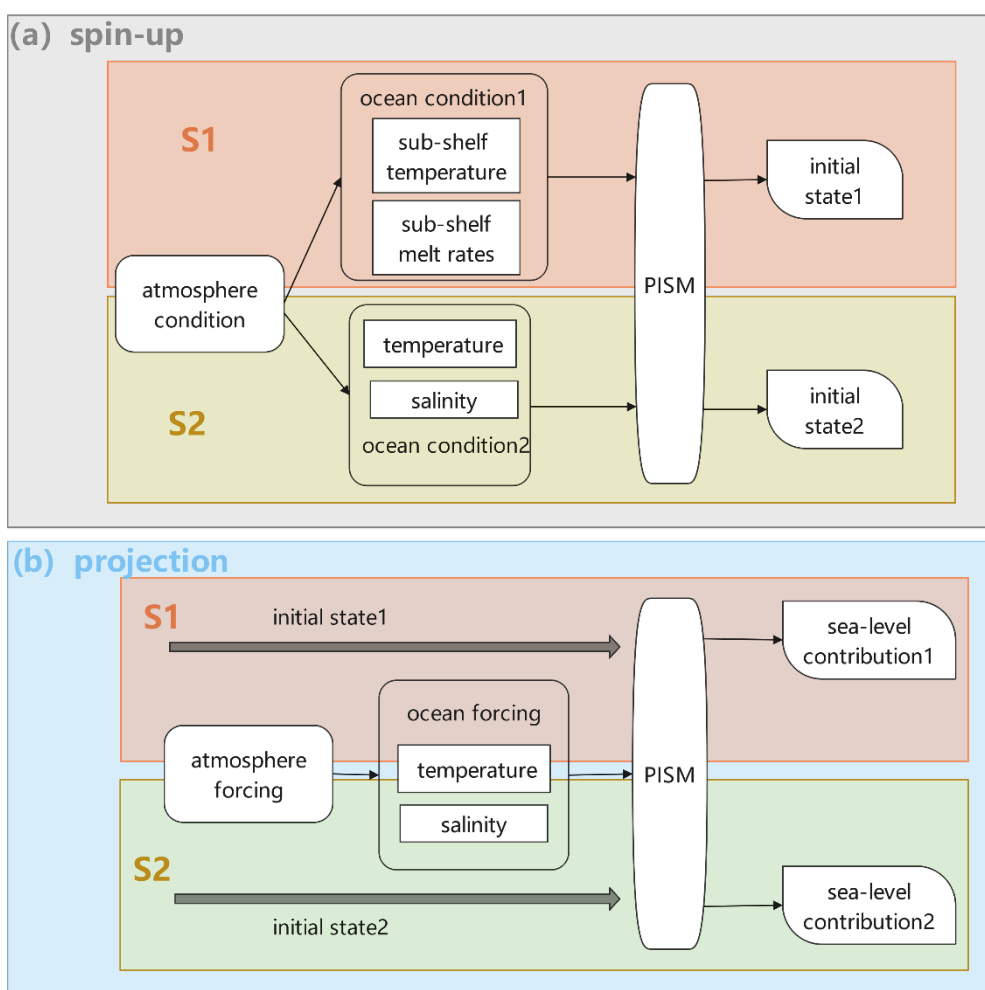 (a) spin-up
S1
ocean condition1
sub-shelf
temperature
sub-shelf
melt rates
atmosphere
condition
S2
temperature
salinity
ocean condition2
PISM
initial
state1
initial
state2
(b) projection
S1
initial state1
atmosphere
forcing
ocean forcing
temperature
salinity
S2
initial state2
PISM
sea-level
contribution1
sea-level
contribution2